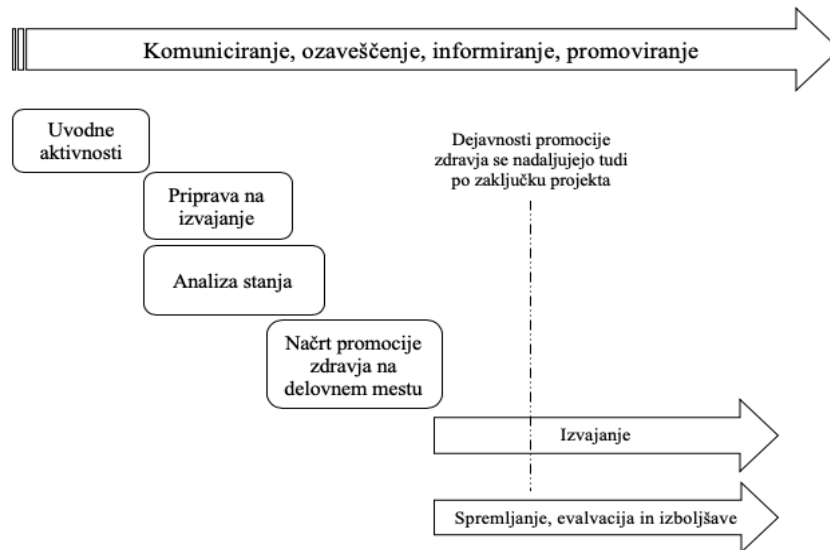 Komuniciranje, ozaveščenje, informiranje, promoviranje
Uvodne
aktivnosti
Dejavnosti promocije
zdravja se nadaljujejo tudi
po zaključku projekta
Priprava na
izvajanje
Analiza stanja
Načrt promocije
zdravja na
delovnem mestu
Izvajanje
Spremljanje, evalvacija in izboljšave